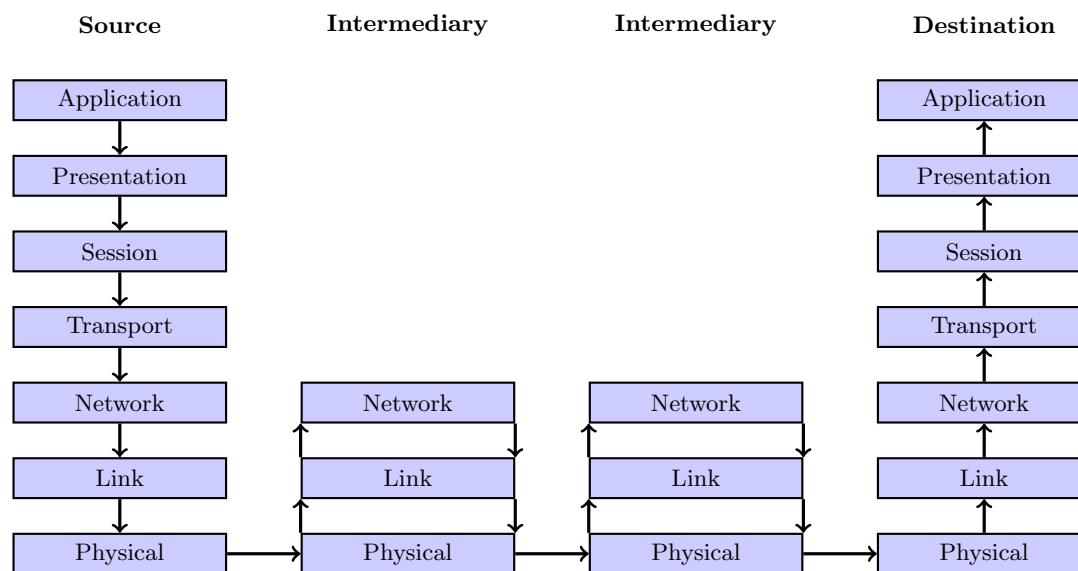 Source Intermediary Intermediary Destination
Application Application
Presentation Presentation
Session Session
Transport Transport
Network Network Network Network
Link Link Link Link
Physical Physical Physical Physical